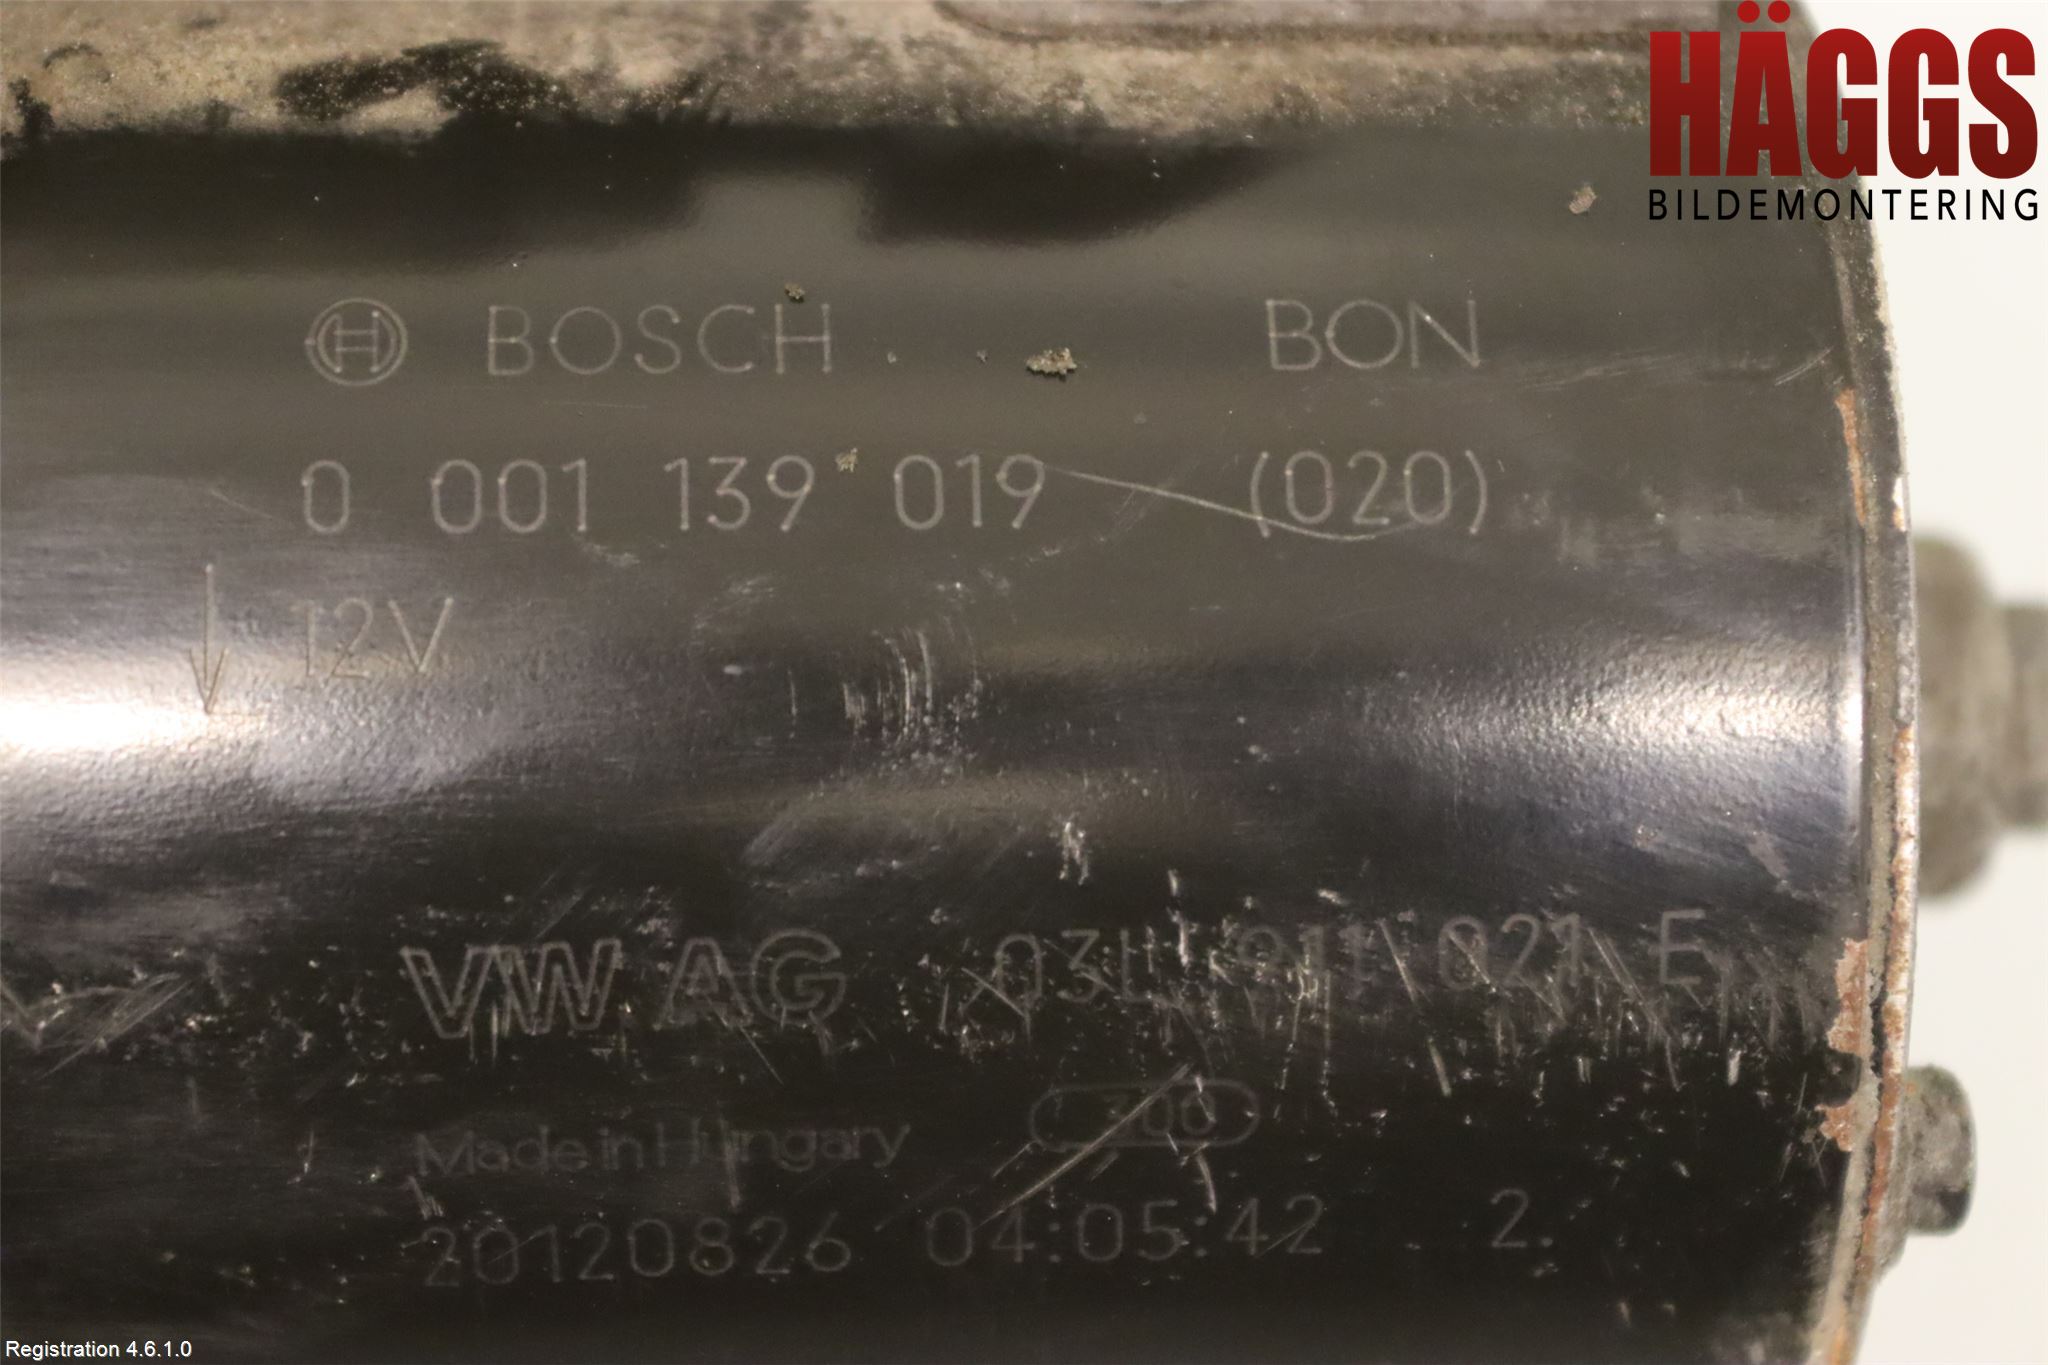 HÄGGS
BILDEMONTERING
BOSCH BON
0 001 139 019 (020)
12V
VW AG 03L 911 021 E
Made in Hungary 300
20120826 04:05:42 2.
Registration 4.6.1.0